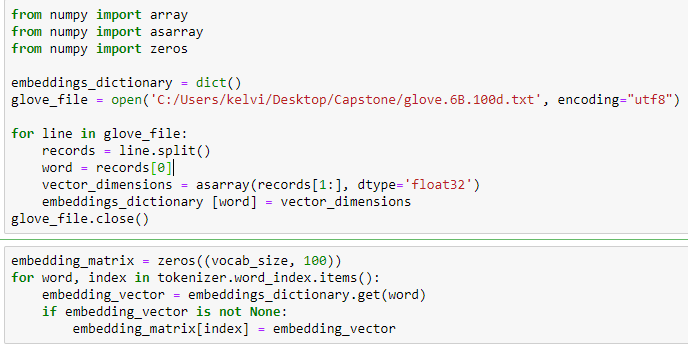 from numpy import array
from numpy import asarray
from numpy import zeros

embeddings_dictionary = dict()
glove_file = open('C:/Users/kelvi/Desktop/Capstone/glove.6B.100d.txt', encoding="utf8")

for line in glove_file:
    records = line.split()
    word = records[0]
    vector_dimensions = asarray(records[1:], dtype='float32')
    embeddings_dictionary [word] = vector_dimensions
glove_file.close()

embedding_matrix = zeros((vocab_size, 100))
for word, index in tokenizer.word_index.items():
    embedding_vector = embeddings_dictionary.get(word)
    if embedding_vector is not None:
        embedding_matrix[index] = embedding_vector